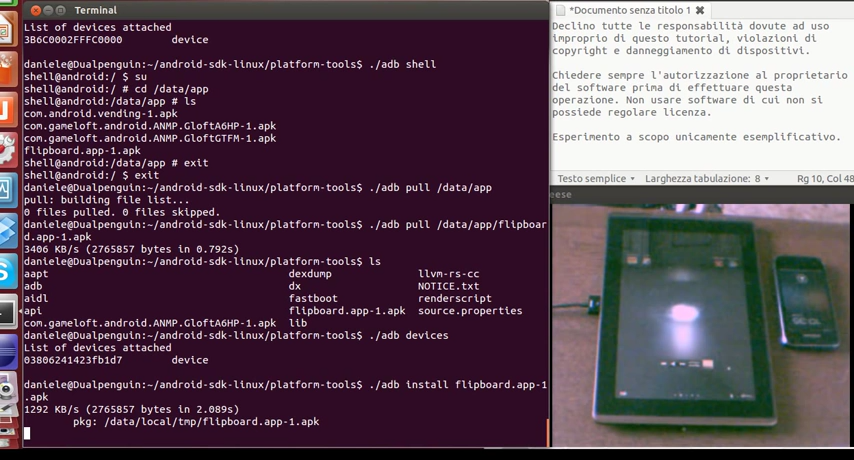 Terminal
List of devices attached
3B6C0002FFFC0000 device
daniele@Dualpenguin:~/android-sdk-linux/platform-tools$ ./adb shell
shell@android:/ $ su
shell@android:/ # cd /data/app
shell@android:/data/app # ls
com.android.vending-1.apk
com.gameloft.android.ANMP.GloftA6HP-1.apk
com.gameloft.android.ANMP.GloftGTFM-1.apk
flipboard.app-1.apk
shell@android:/data/app # exit
shell@android:/ $ exit
daniele@Dualpenguin:~/android-sdk-linux/platform-tools$ ./adb pull /data/app
pull: building file list...
0 files pulled. 0 files skipped.
daniele@Dualpenguin:~/android-sdk-linux/platform-tools$ ./adb pull /data/app/flipboar
d.app-1.apk
3406 KB/s (2765857 bytes in 0.792s)
daniele@Dualpenguin:~/android-sdk-linux/platform-tools$ ls
aapt dexdump llvm-rs-cc
adb dx NOTICE.txt
aidl fastboot renderscript
api flipboard.app-1.apk source.properties
com.gameloft.android.ANMP.GloftA6HP-1.apk lib
daniele@Dualpenguin:~/android-sdk-linux/platform-tools$ ./adb devices
List of devices attached
03806241423fb1d7 device
daniele@Dualpenguin:~/android-sdk-linux/platform-tools$ ./adb install flipboard.app-1
.apk
1292 KB/s (2765857 bytes in 2.089s)
pkg: /data/local/tmp/flipboard.app-1.apk
*Documento senza titolo 1
Declino tutte le responsabilità dovute ad uso
improprio di questo tutorial, violazioni di
copyright e danneggiamento di dispositivi.
Chiedere sempre l'autorizzazione al proprietario
del software prima di effettuare questa
operazione. Non usare software di cui non si
possiede regolare licenza.
Esperimento a scopo unicamente esemplificativo.
Testo semplice Larghezza tabulazione: 8 Rg 10, Col 48
eese